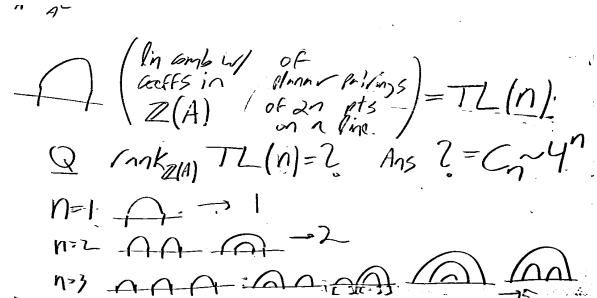 A
(lin comb w/ coeffs in ℤ(A) of planar pairings of 2n pts on a line.) = TL(n).
Q rank_ℤ(A) TL(n)=? Ans ?=C_n~4^n
n=1 → 1
n=2 → 2
n=3 → 5